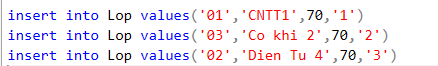 insert into Lop values('01','CNTT1',70,'1')
insert into Lop values('03','Co khi 2',70,'2')
insert into Lop values('02','Dien Tu 4',70,'3')